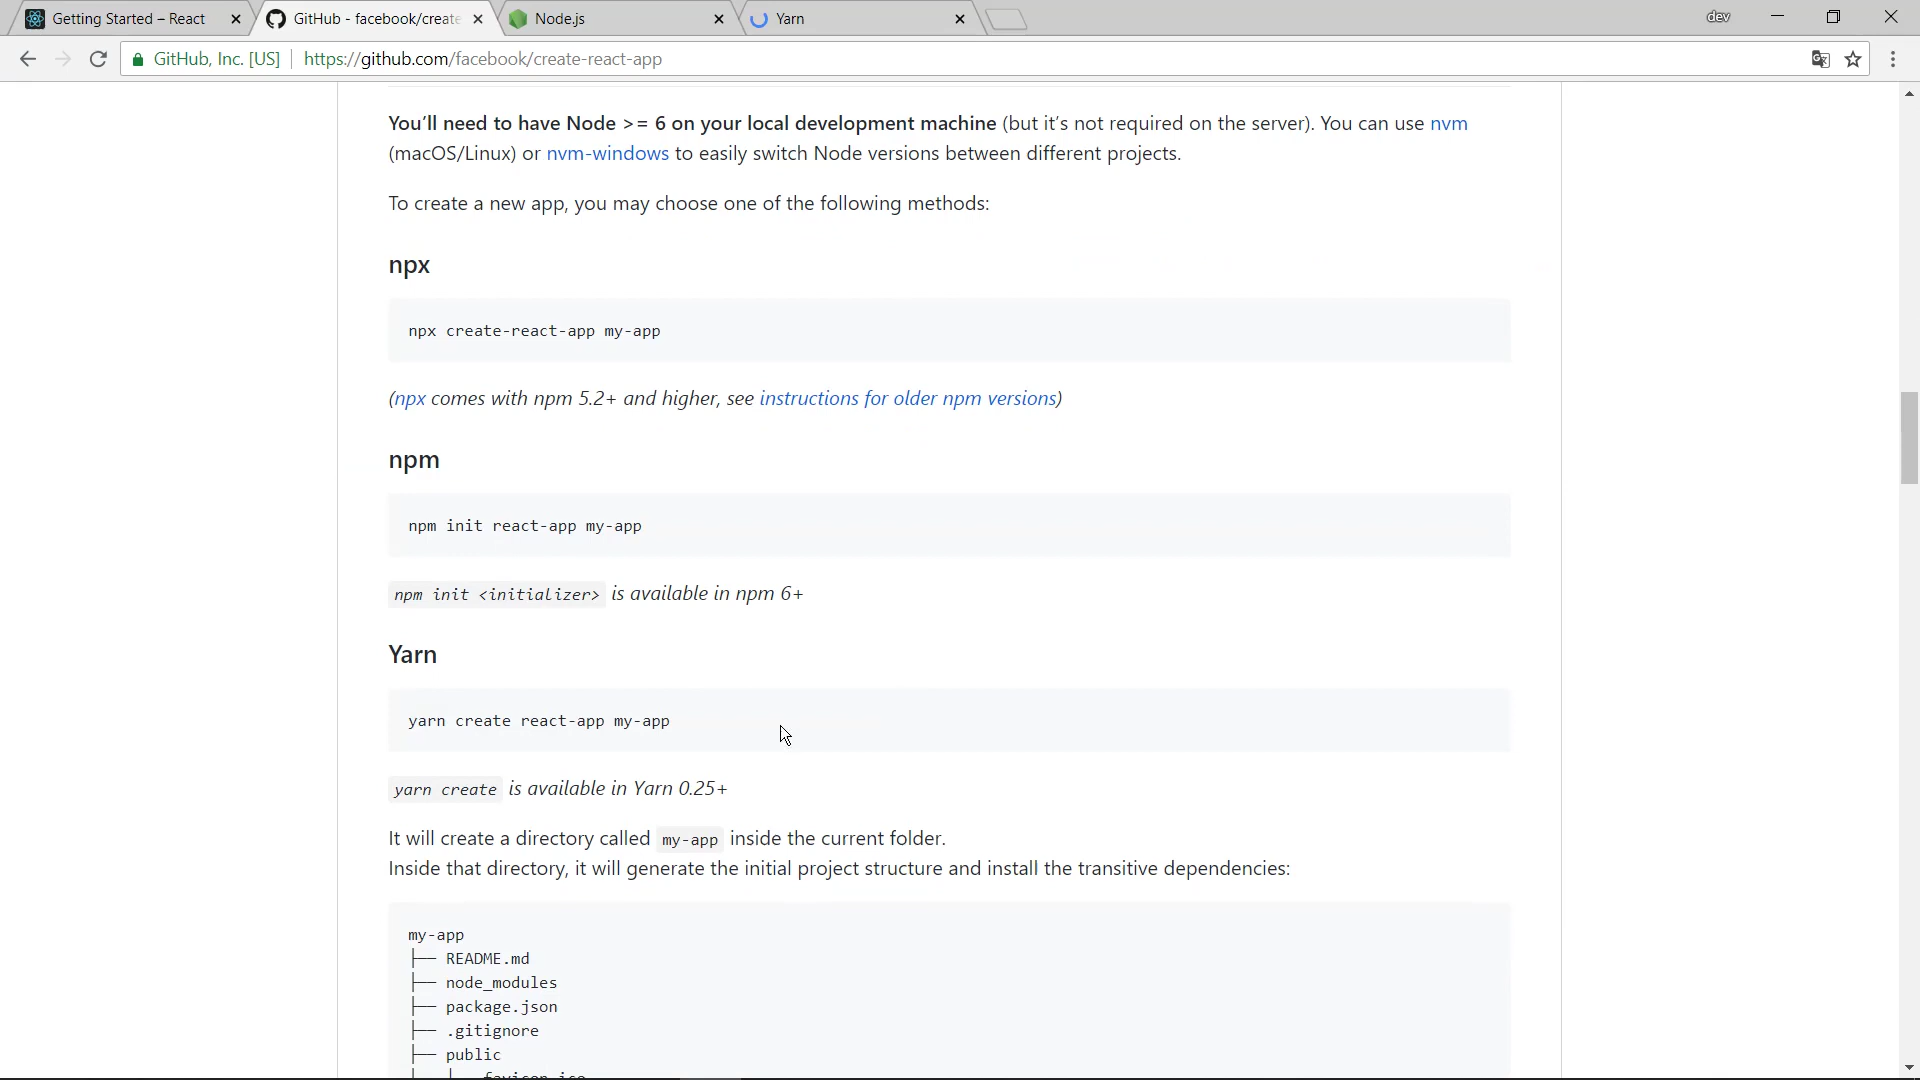 Getting Started – React
GitHub - facebook/create
Node.js
Yarn
dev
GitHub, Inc. [US]
https://github.com/facebook/create-react-app
You’ll need to have Node >= 6 on your local development machine (but it’s not required on the server). You can use nvm
(macOS/Linux) or nvm-windows to easily switch Node versions between different projects.
To create a new app, you may choose one of the following methods:
npx
npx create-react-app my-app
(npx comes with npm 5.2+ and higher, see instructions for older npm versions)
npm
npm init react-app my-app
npm init <initializer> is available in npm 6+
Yarn
yarn create react-app my-app
yarn create is available in Yarn 0.25+
It will create a directory called my-app inside the current folder.
Inside that directory, it will generate the initial project structure and install the transitive dependencies:
my-app
├── README.md
├── node_modules
├── package.json
├── .gitignore
├── public
favicon.ico